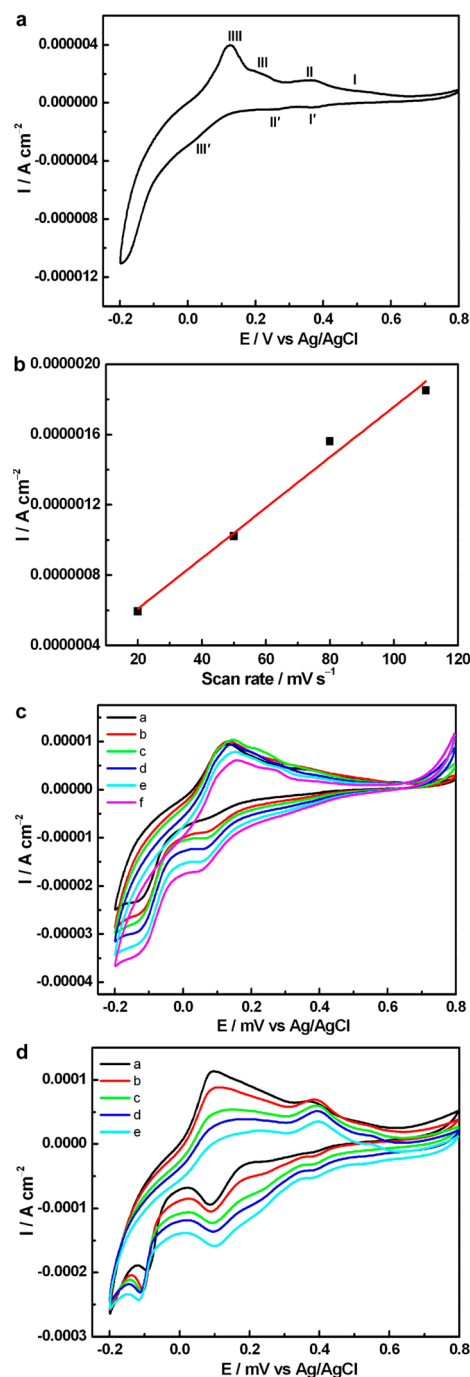 a
IIII
III
II
I
III′
II′
I′
0.000004
0.000000
-0.000004
-0.000008
-0.000012
I / A cm⁻²
-0.2 0.0 0.2 0.4 0.6 0.8
E / V vs Ag/AgCl
b
0.0000020
0.0000016
0.0000012
0.0000008
0.0000004
I / A cm⁻²
20 40 60 80 100 120
Scan rate / mV s⁻¹
c
a
b
c
d
e
f
0.00001
0.00000
-0.00001
-0.00002
-0.00003
-0.00004
I / A cm⁻²
-0.2 0.0 0.2 0.4 0.6 0.8
E / mV vs Ag/AgCl
d
a
b
c
d
e
0.0001
0.0000
-0.0001
-0.0002
-0.0003
I / A cm⁻²
-0.2 0.0 0.2 0.4 0.6 0.8
E / mV vs Ag/AgCl